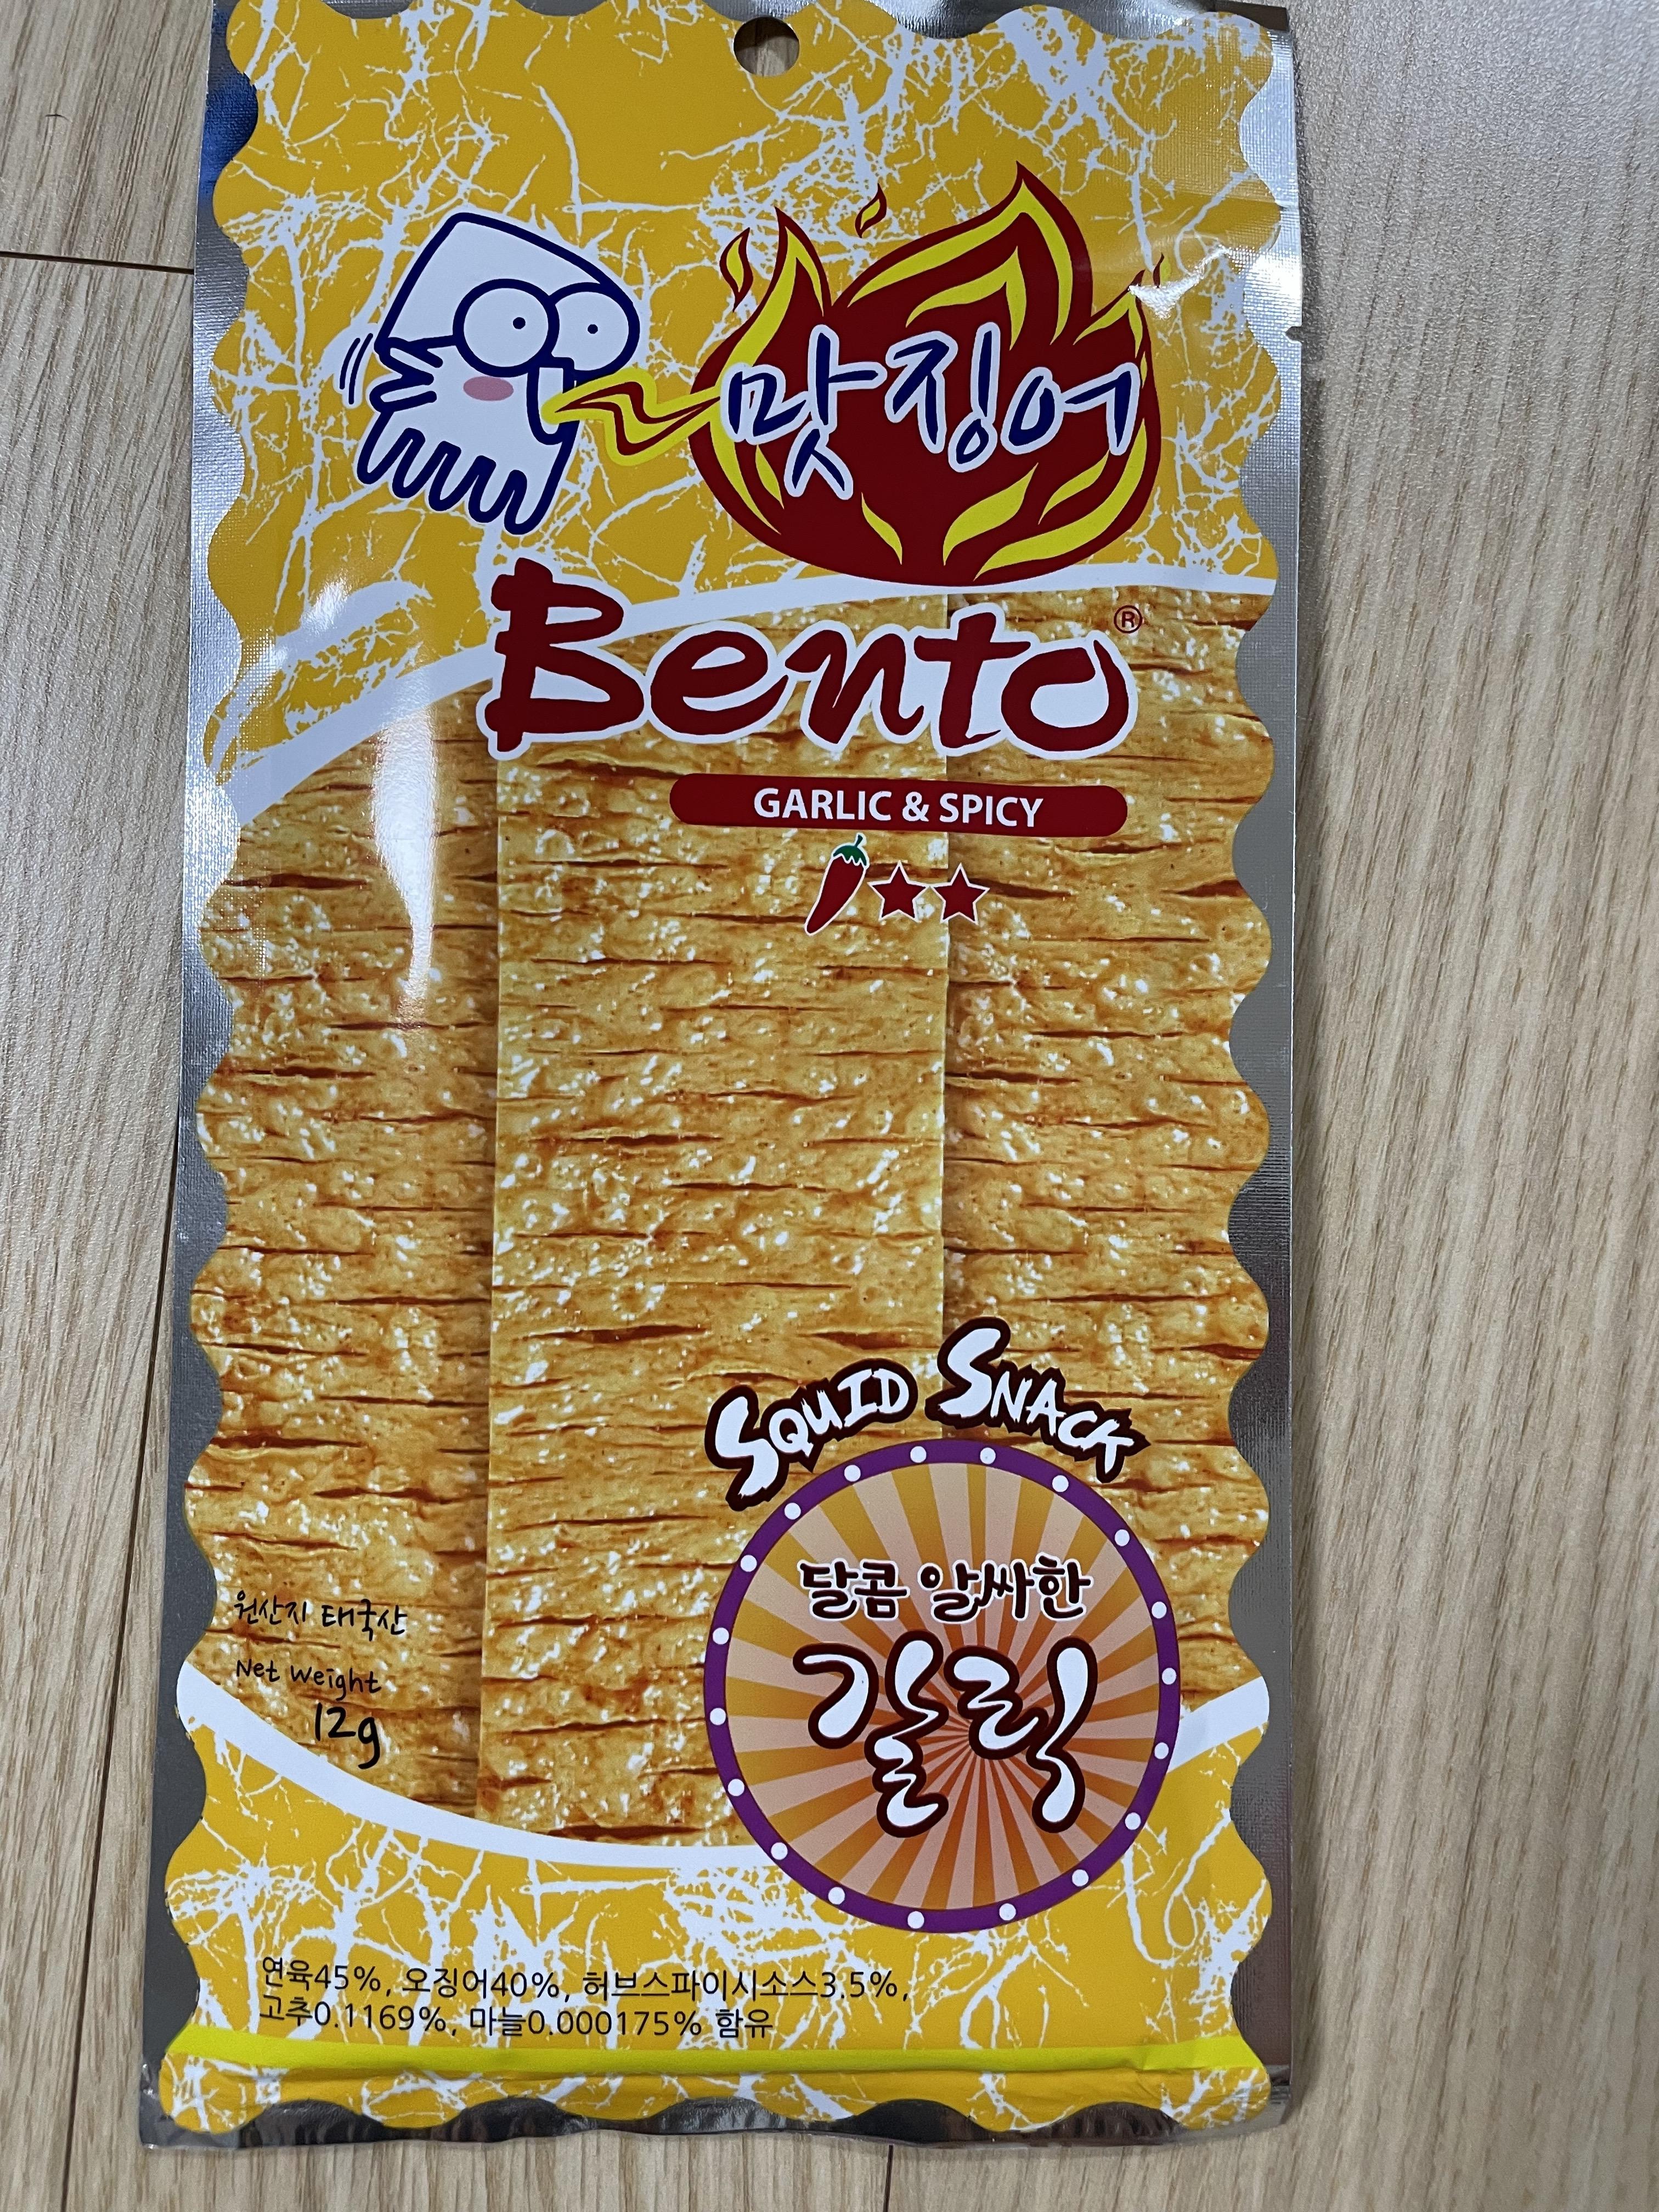 맛징어
Bento®
GARLIC & SPICY
SQUID SNACK
달콤 알싸한
갈릭
원산지 태국산
Net Weight
12g
연육45%, 오징어40%, 허브스파이시소스3.5%,
고추0.1169%, 마늘0.000175% 함유